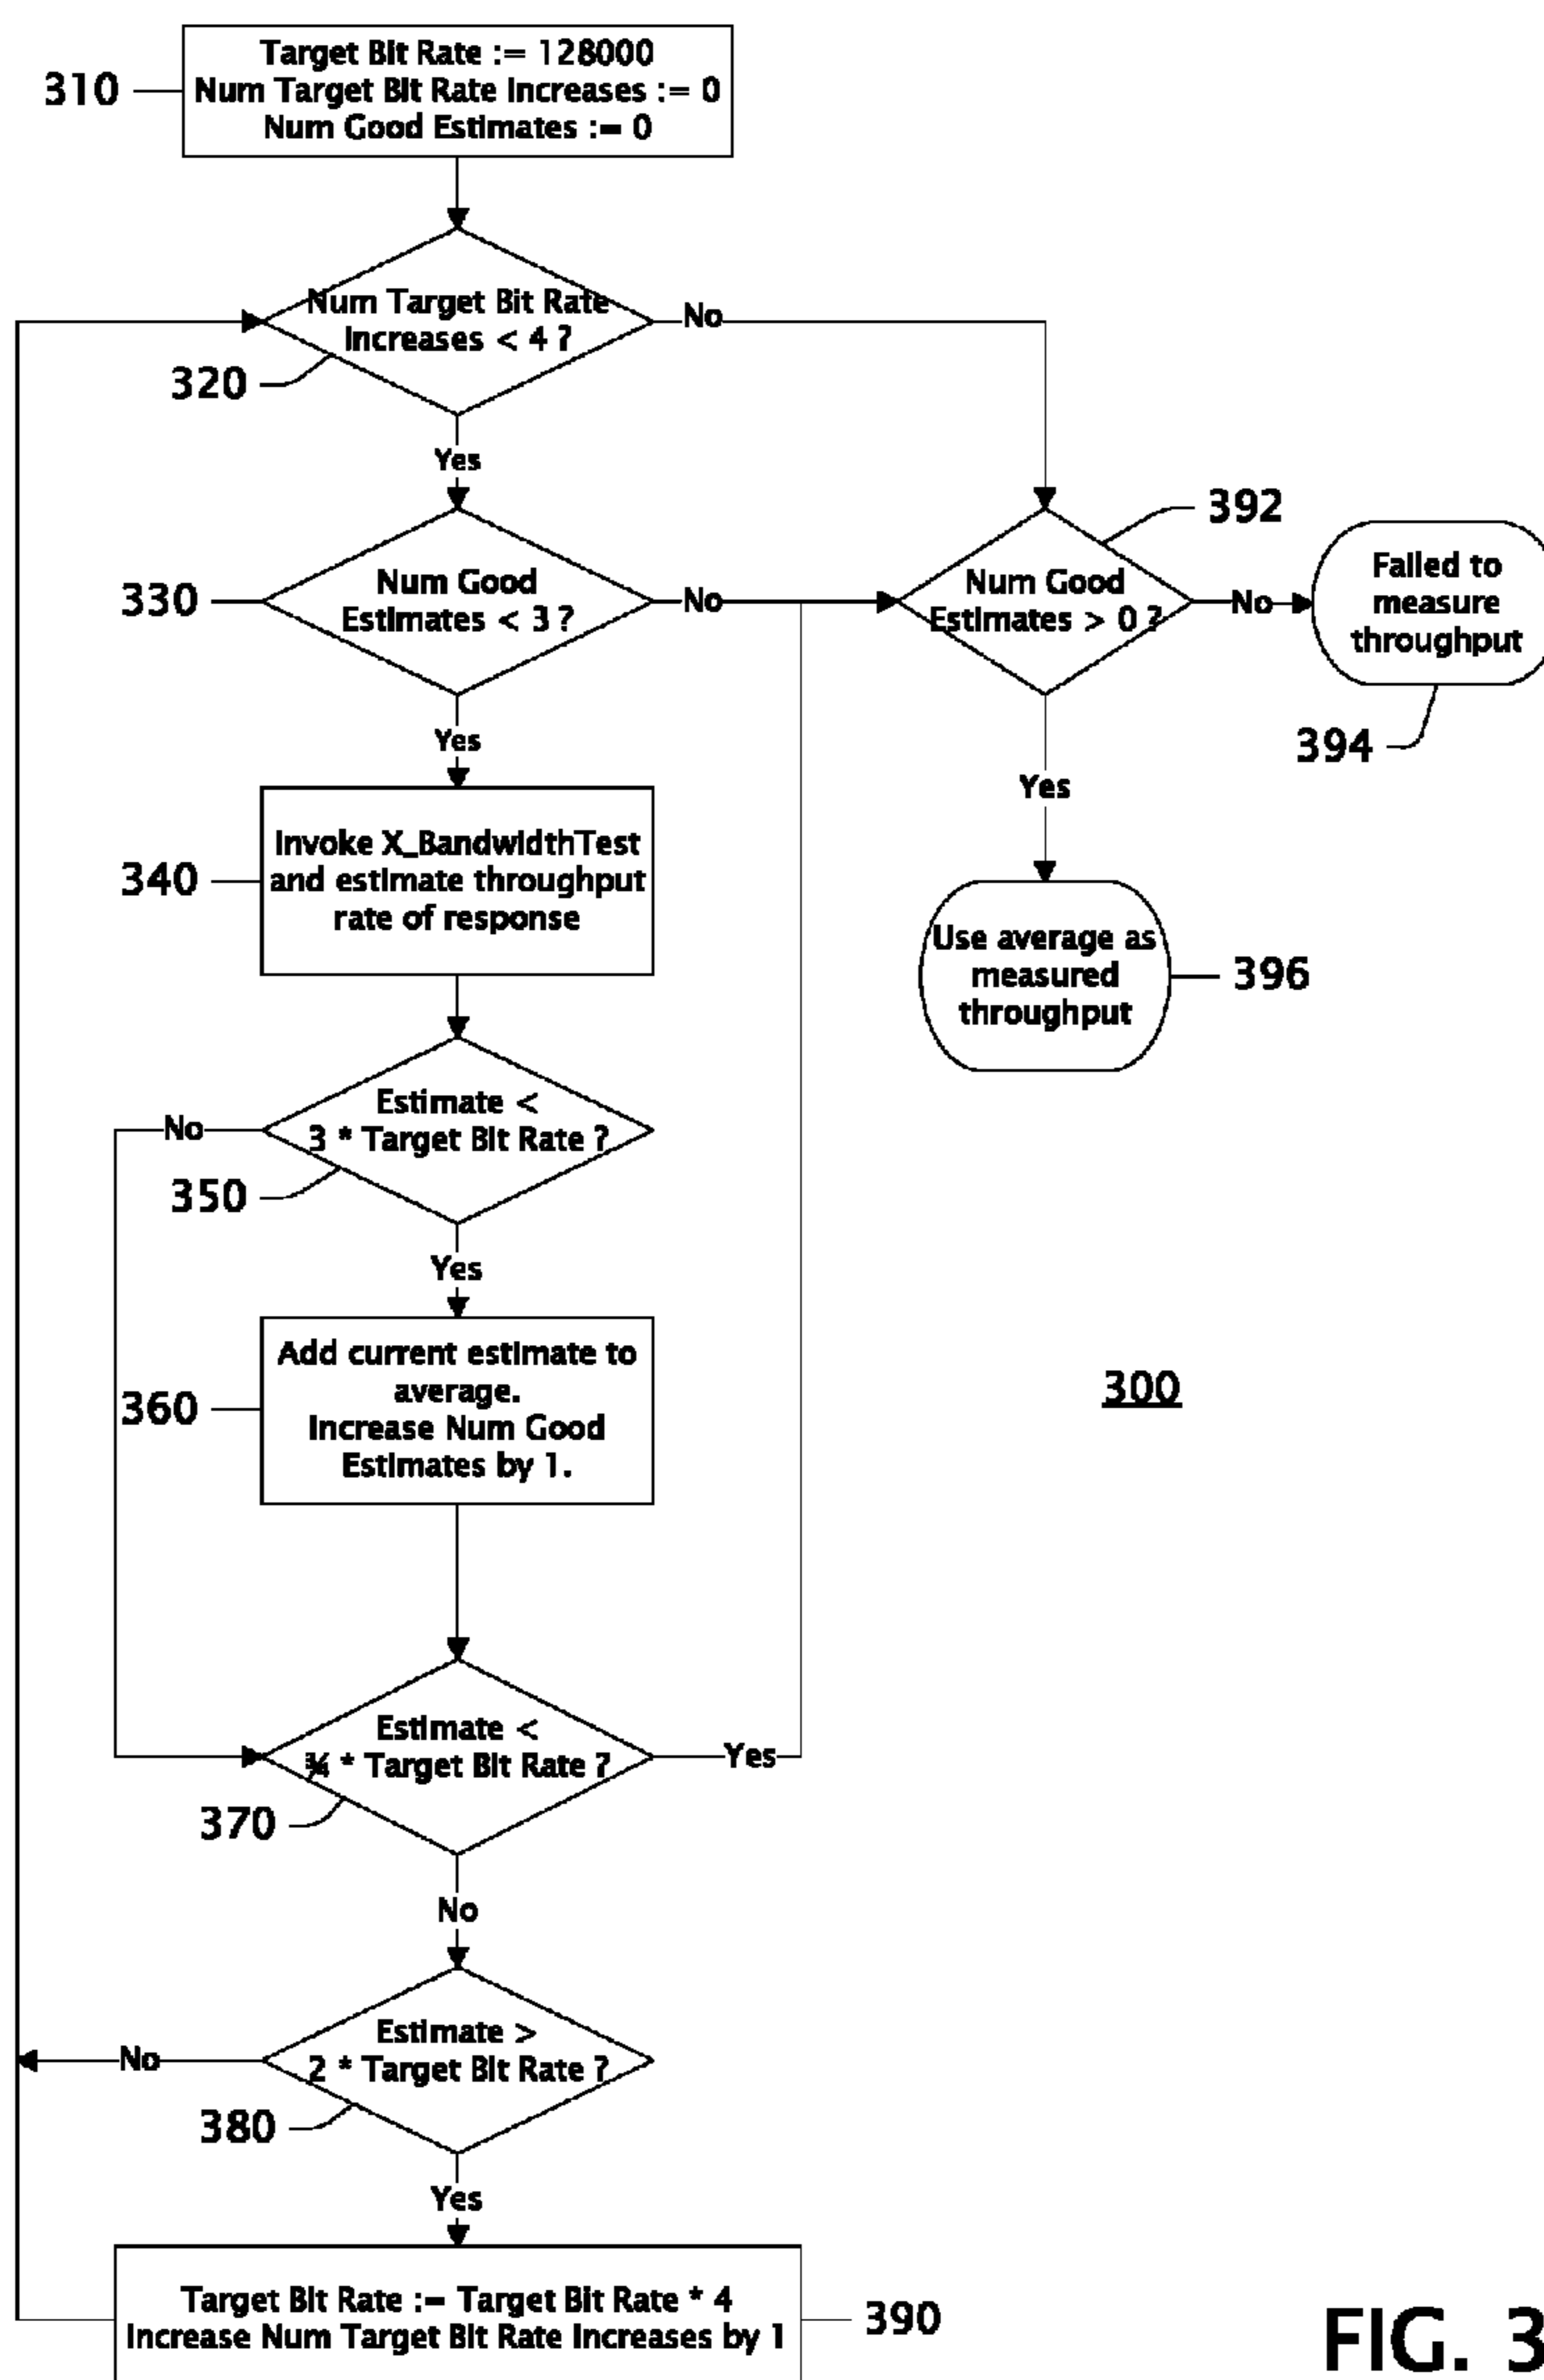 Target Bit Rate := 128000
Num Target Bit Rate Increases := 0
Num Good Estimates := 0
310
Num Target Bit Rate
Increases < 4 ?
No
320
Yes
392
Num Good
Estimates < 3 ?
330
No
Num Good
Estimates > 0 ?
No
Failed to
measure
throughput
394
Yes
Yes
Invoke X_BandwidthTest
and estimate throughput
rate of response
340
Use average as
measured
throughput
396
Estimate <
3 * Target Bit Rate ?
No
350
Yes
Add current estimate to
average.
Increase Num Good
Estimates by 1.
360
300
Estimate <
¾ * Target Bit Rate ?
Yes
370
No
Estimate >
2 * Target Bit Rate ?
No
380
Yes
Target Bit Rate := Target Bit Rate * 4
Increase Num Target Bit Rate Increases by 1
390
FIG. 3